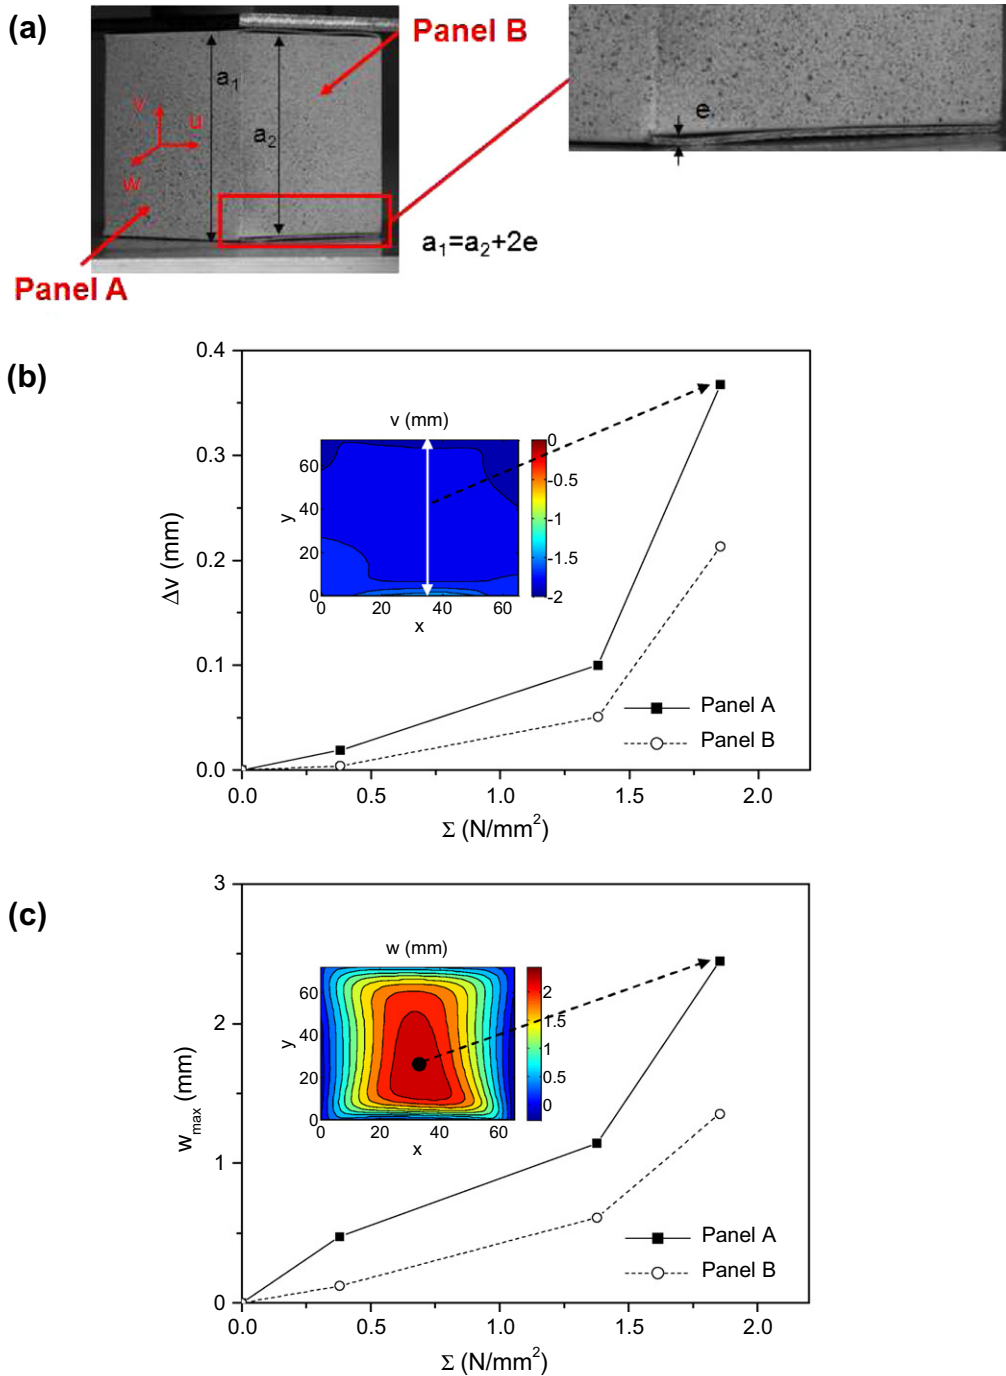 (a)
Panel B
a1
a2
v
u
w
Panel A
e
a1=a2+2e
(b)
0.4
0.3
0.2
0.1
0.0
Δv (mm)
v (mm)
60
40
20
0
y
0 20 40 60
x
0
-0.5
-1
-1.5
-2
Panel A
Panel B
0.0 0.5 1.0 1.5 2.0
Σ (N/mm²)
(c)
3
2
1
0
wmax (mm)
w (mm)
60
40
20
0
y
0 20 40 60
x
2
1.5
1
0.5
0
Panel A
Panel B
0.0 0.5 1.0 1.5 2.0
Σ (N/mm²)